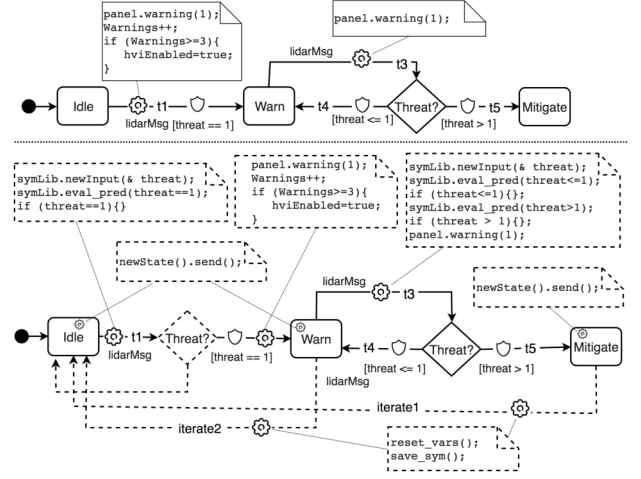 panel.warning(1);
Warnings++;
if (Warnings>=3){
hviEnabled=true;
}
panel.warning(1);
lidarMsg
t3
Idle
t1
Warn
t4
Threat?
t5
Mitigate
lidarMsg
[threat == 1]
[threat <= 1]
[threat > 1]
symLib.newInput(& threat);
symLib.eval_pred(threat==1);
if (threat==1){}
panel.warning(1);
Warnings++;
if (Warnings>=3){
hviEnabled=true;
}
symLib.newInput(& threat);
symLib.eval_pred(threat<=1);
if (threat<=1){};
symLib.eval_pred(threat>1);
if (threat > 1){};
panel.warning(1);
newState().send();
newState().send();
lidarMsg
t3
Idle
t1
Threat?
Warn
t4
Threat?
t5
Mitigate
lidarMsg
[threat == 1]
[threat <= 1]
[threat > 1]
lidarMsg
iterate1
iterate2
reset_vars();
save_sym();